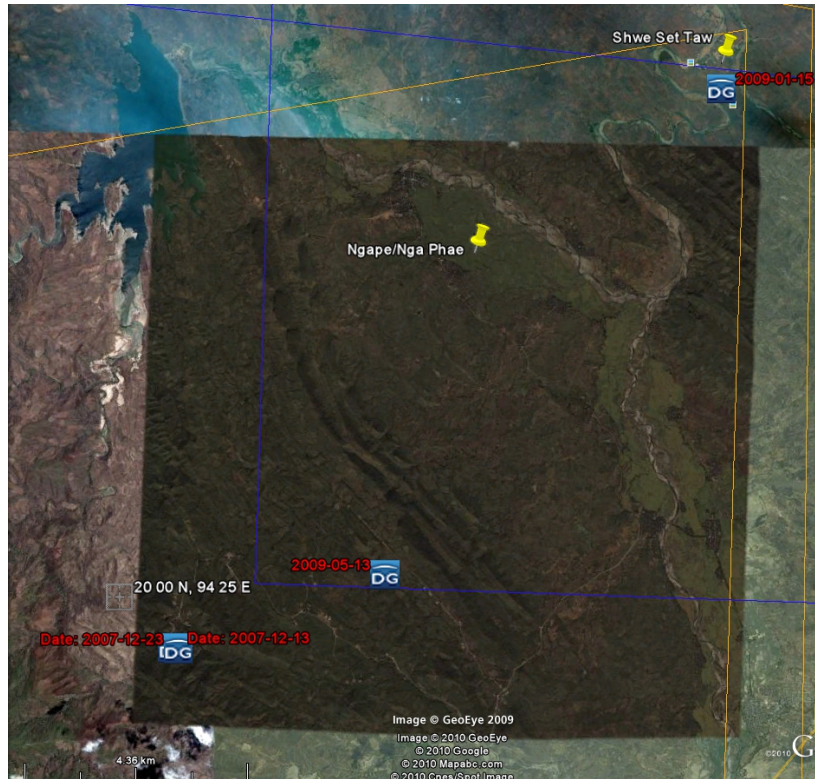 Shwe Set Taw
DG
2009-01-15
Ngape/Nga Phae
2009-05-13
DG
20 00 N, 94 25 E
Date: 2007-12-23
DG
Date: 2007-12-13
Image © GeoEye 2009
Image © 2010 GeoEye
© 2010 Google
© 2010 Mapabc.com
© 2010 Cnes/Spot Image
©2010 G
4.36 km